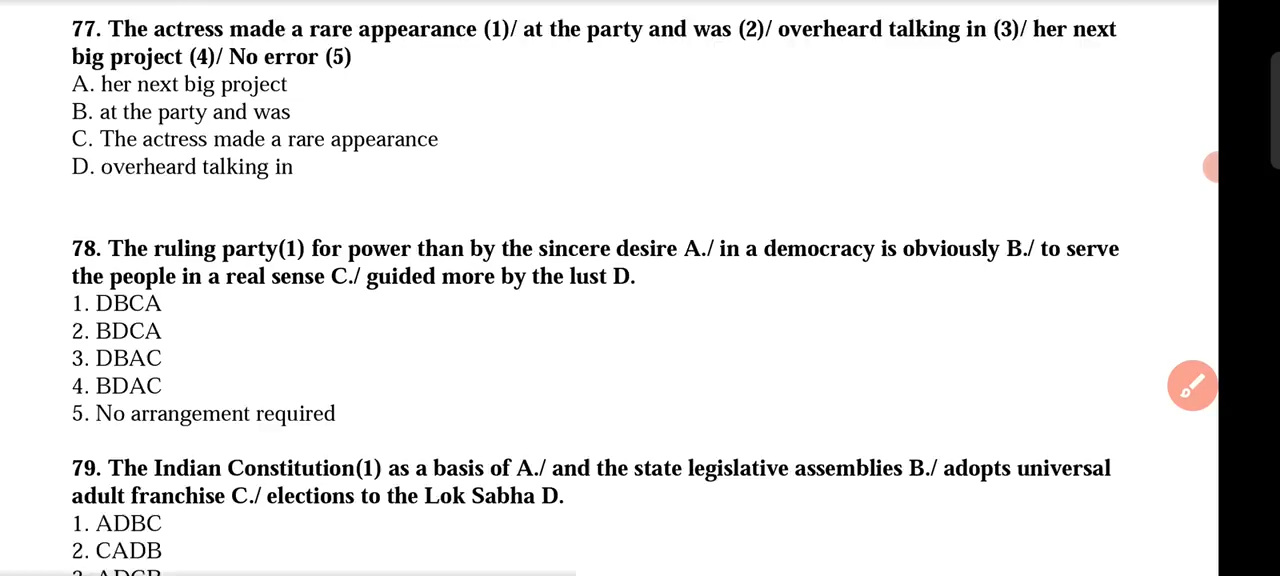 77. The actress made a rare appearance (1)/ at the party and was (2)/ overheard talking in (3)/ her next
big project (4)/ No error (5)
A. her next big project
B. at the party and was
C. The actress made a rare appearance
D. overheard talking in
78. The ruling party(1) for power than by the sincere desire A./ in a democracy is obviously B./ to serve
the people in a real sense C./ guided more by the lust D.
1. DBCA
2. BDCA
3. DBAC
4. BDAC
5. No arrangement required
79. The Indian Constitution(1) as a basis of A./ and the state legislative assemblies B./ adopts universal
adult franchise C./ elections to the Lok Sabha D.
1. ADBC
2. CADB